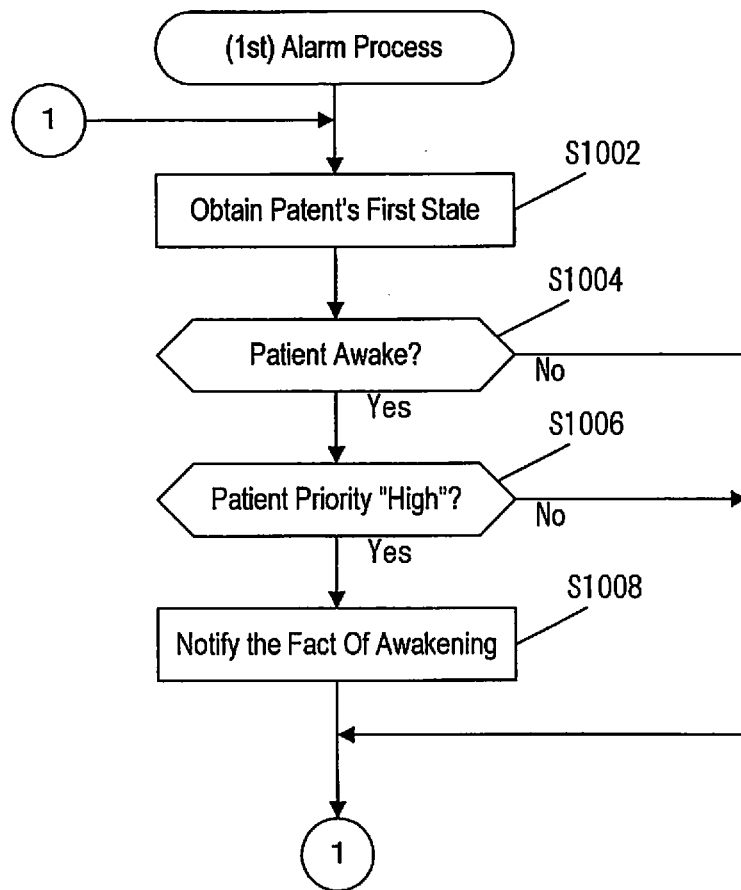 (1st) Alarm Process
1
S1002
Obtain Patent's First State
S1004
Patient Awake?
No
Yes
S1006
Patient Priority "High"?
No
Yes
S1008
Notify the Fact Of Awakening
1